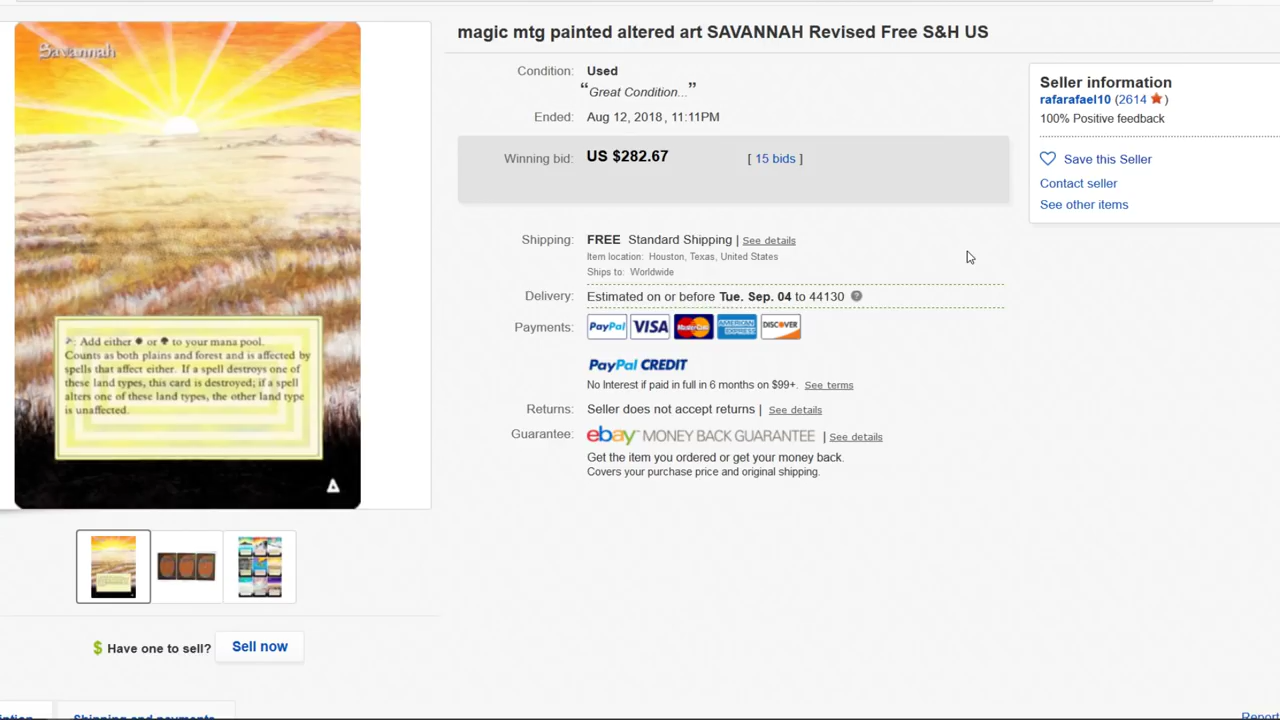 magic mtg painted altered art SAVANNAH Revised Free S&H US
Savannah
: Add either or to your mana pool.
Counts as both plains and forest and is affected by
spells that affect either. If a spell destroys one of
these land types, this card is destroyed; if a spell
alters one of these land types, the other land type
is unaffected.
Condition: Used
“Great Condition...”
Ended: Aug 12, 2018, 11:11PM
Winning bid: US $282.67 [ 15 bids ]
Shipping: FREE Standard Shipping | See details
Item location: Houston, Texas, United States
Ships to: Worldwide
Delivery: Estimated on or before Tue. Sep. 04 to 44130 ?
Payments: PayPal VISA MasterCard AMERICAN EXPRESS DISCOVER
PayPal CREDIT
No Interest if paid in full in 6 months on $99+. See terms
Returns: Seller does not accept returns | See details
Guarantee: ebay MONEY BACK GUARANTEE | See details
Get the item you ordered or get your money back.
Covers your purchase price and original shipping.
Seller information
rafarafael10 (2614 )
100% Positive feedback
Save this Seller
Contact seller
See other items
$ Have one to sell? Sell now
Shipping and payments
Report